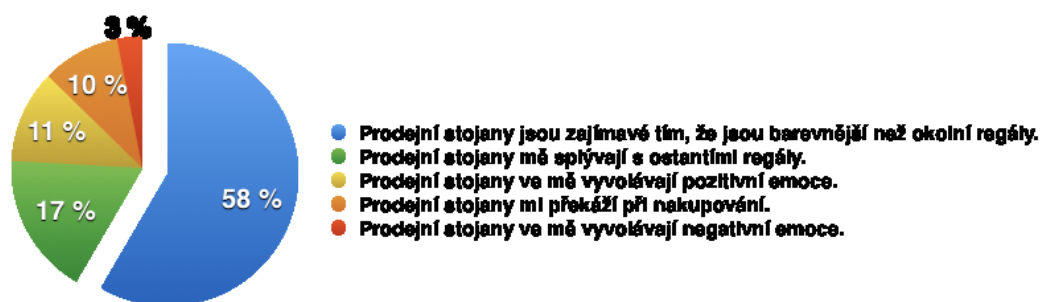 3 %
10 %
11 %
17 %
58 %
Prodejní stojany jsou zajímavé tím, že jsou barevnější než okolní regály.
Prodejní stojany mě splývají s ostantími regály.
Prodejní stojany ve mě vyvolávají pozitivní emoce.
Prodejní stojany mi překáží při nakupování.
Prodejní stojany ve mě vyvolávají negativní emoce.